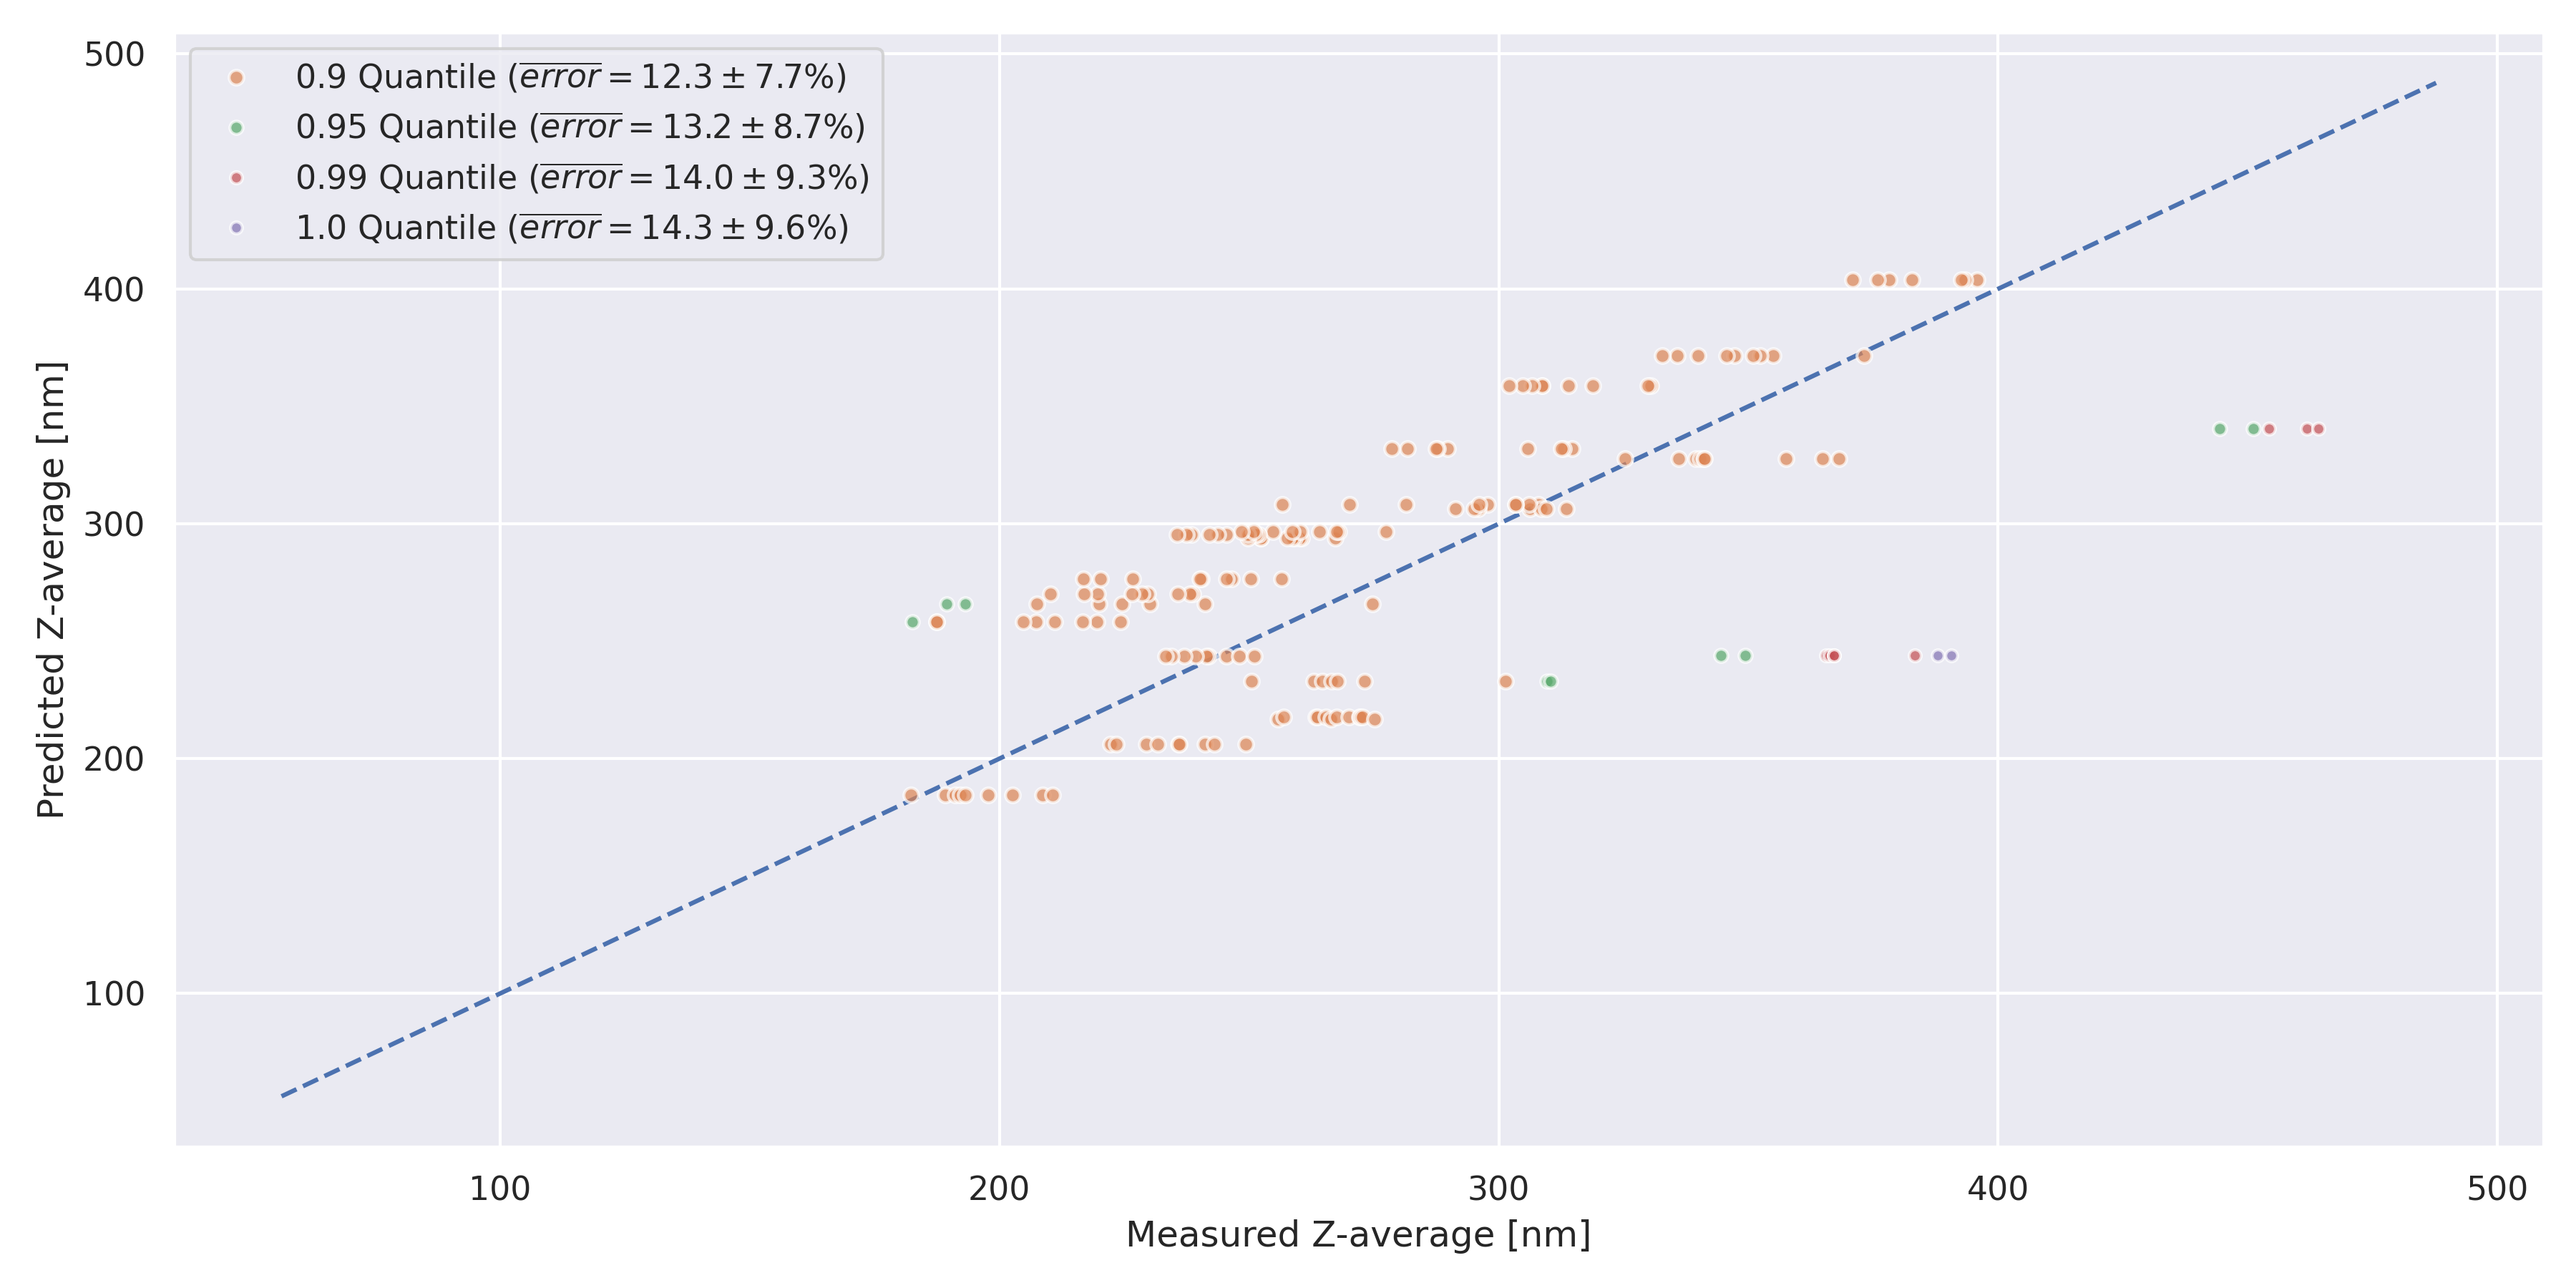 0.9 Quantile (error = 12.3 ± 7.7%)
0.95 Quantile (error = 13.2 ± 8.7%)
0.99 Quantile (error = 14.0 ± 9.3%)
1.0 Quantile (error = 14.3 ± 9.6%)
500
400
300
200
100
Predicted Z-average [nm]
100 200 300 400 500
Measured Z-average [nm]